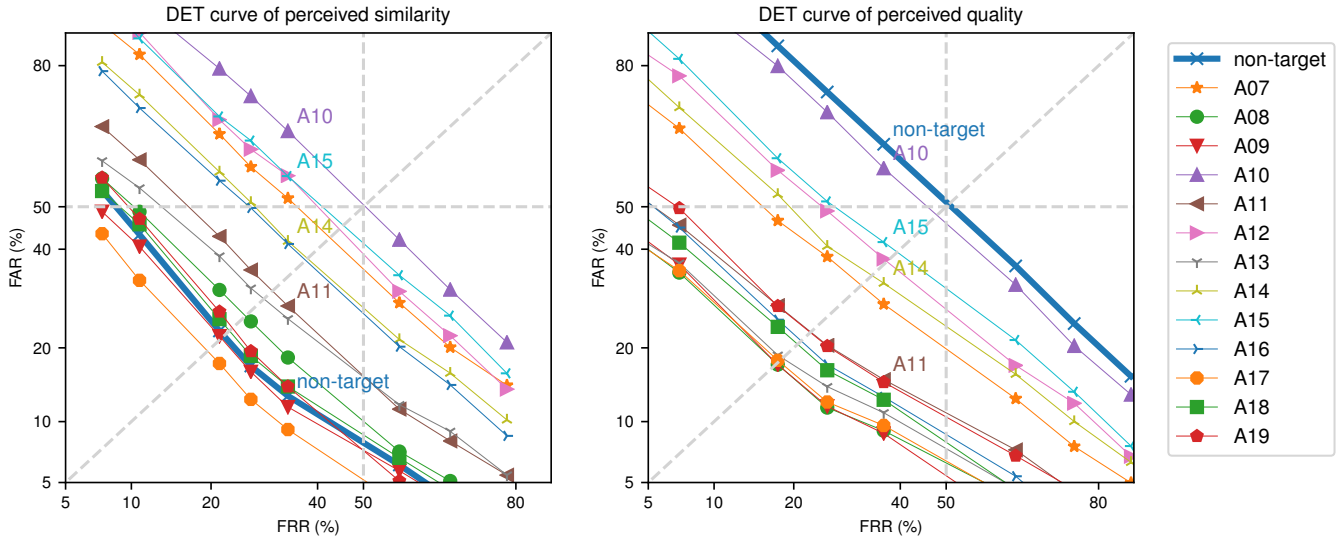 DET curve of perceived similarity
80
50
40
20
10
5
FAR (%)
A10
A15
A14
A11
non-target
5
10
20
40
50
80
FRR (%)
DET curve of perceived quality
80
50
40
20
10
5
FAR (%)
non-target
A10
A15
A14
A11
5
10
20
40
50
80
FRR (%)
non-target
A07
A08
A09
A10
A11
A12
A13
A14
A15
A16
A17
A18
A19